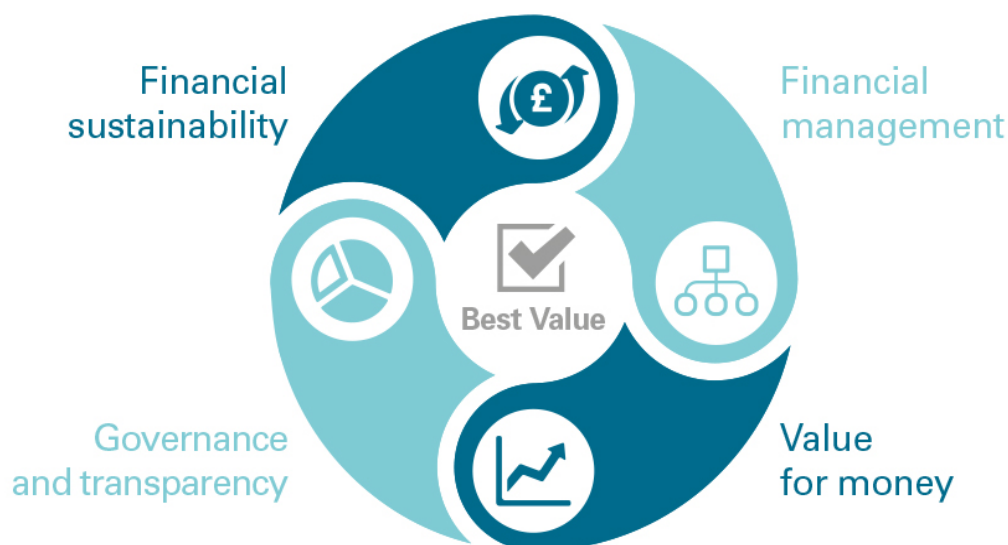 Financial
sustainability
£
Financial
management
Best Value
Governance
and transparency
Value
for money